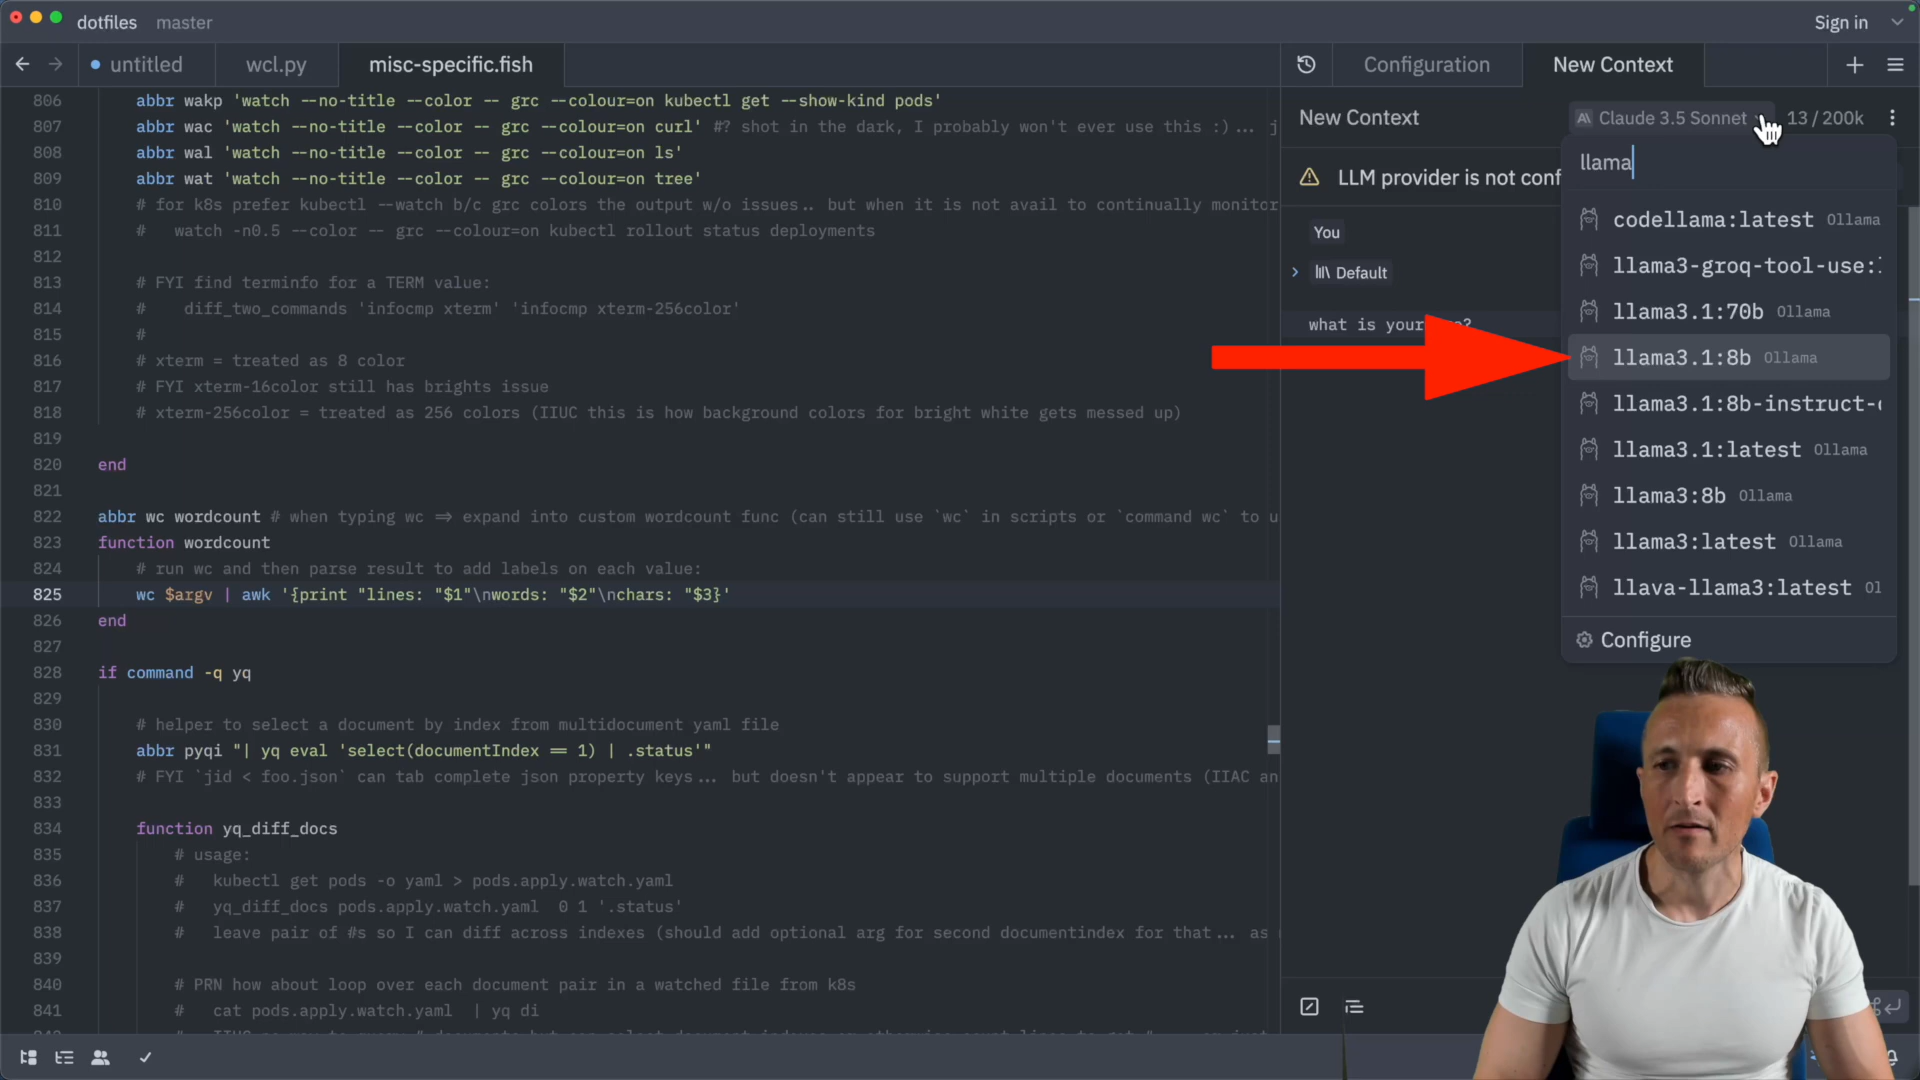 dotfiles master
Sign in
untitled
wcl.py
misc-specific.fish
Configuration
New Context
806 abbr wakp 'watch --no-title --color -- grc --colour=on kubectl get --show-kind pods'
807 abbr wac 'watch --no-title --color -- grc --colour=on curl' #? shot in the dark, I probably won't ever use this :)... j
808 abbr wal 'watch --no-title --color -- grc --colour=on ls'
809 abbr wat 'watch --no-title --color -- grc --colour=on tree'
810 # for k8s prefer kubectl --watch b/c grc colors the output w/o issues.. but when it is not avail to continually monitor
811 #   watch -n0.5 --color -- grc --colour=on kubectl rollout status deployments
812
813 # FYI find terminfo for a TERM value:
814 #    diff_two_commands 'infocmp xterm' 'infocmp xterm-256color'
815 #
816 # xterm = treated as 8 color
817 # FYI xterm-16color still has brights issue
818 # xterm-256color = treated as 256 colors (IIUC this is how background colors for bright white gets messed up)
819
820 end
821
822 abbr wc wordcount # when typing wc => expand into custom wordcount func (can still use `wc` in scripts or `command wc` to u
823 function wordcount
824 # run wc and then parse result to add labels on each value:
825 wc $argv | awk '{print "lines: "$1"\nwords: "$2"\nchars: "$3}'
826 end
827
828 if command -q yq
829
830 # helper to select a document by index from multidocument yaml file
831 abbr pyqi "| yq eval 'select(documentIndex == 1) | .status'"
832 # FYI `jid < foo.json` can tab complete json property keys... but doesn't appear to support multiple documents (IIAC an
833
834 function yq_diff_docs
835 # usage:
836 #   kubectl get pods -o yaml > pods.apply.watch.yaml
837 #   yq_diff_docs pods.apply.watch.yaml  0 1 '.status'
838 #   leave pair of #s so I can diff across indexes (should add optional arg for second documentindex for that... as
839
840 # PRN how about loop over each document pair in a watched file from k8s
841 #   cat pods.apply.watch.yaml  | yq di
New Context
Claude 3.5 Sonnet
13 / 200k
llama
LLM provider is not conf
You
Default
what is your
codellama:latest Ollama
llama3-groq-tool-use:
llama3.1:70b Ollama
llama3.1:8b Ollama
llama3.1:8b-instruct-
llama3.1:latest Ollama
llama3:8b Ollama
llama3:latest Ollama
llava-llama3:latest Ol
Configure